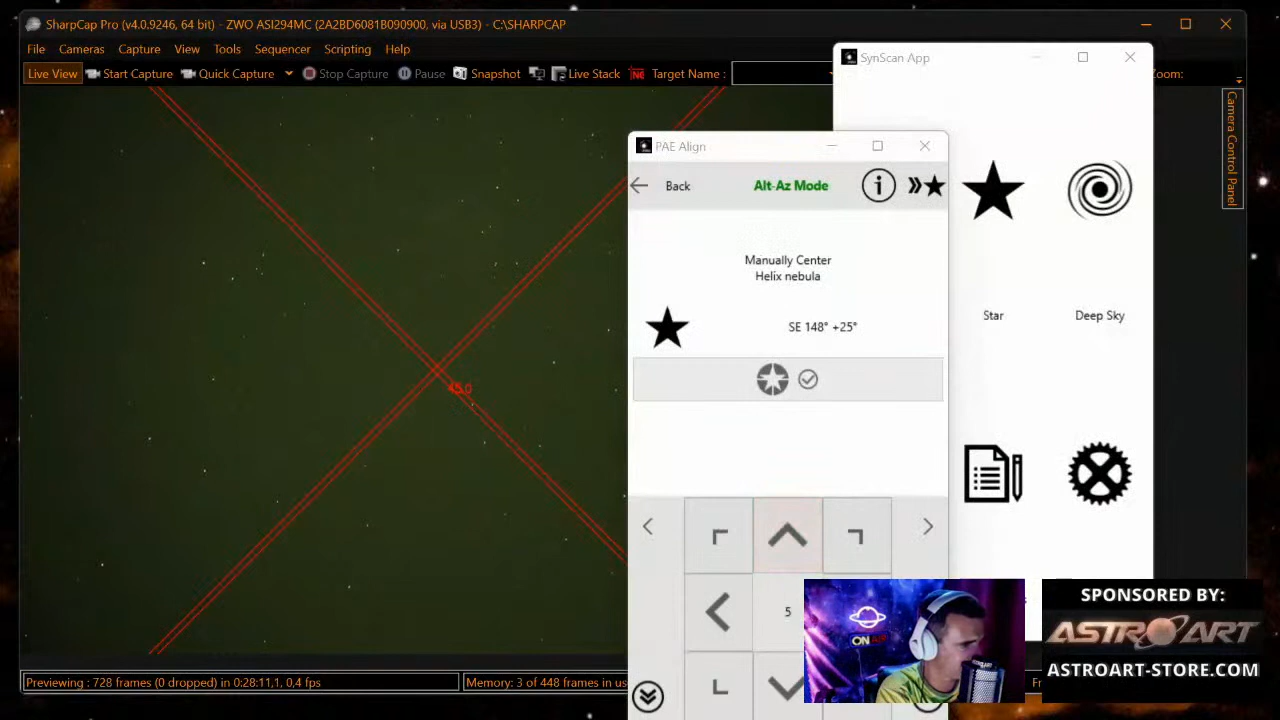 SharpCap Pro (v4.0.9246, 64 bit) - ZWO ASI294MC (2A2BD6081B090900, via USB3) - C:\SHARPCAP
File Cameras Capture View Tools Sequencer Scripting Help
Live View Start Capture Quick Capture Stop Capture Pause Snapshot Live Stack Target Name : Zoom:
Camera Control Panel
45.0
Previewing : 728 frames (0 dropped) in 0:28:11,1, 0,4 fps
Memory: 3 of 448 frames in us
SynScan App
Star
Deep Sky
PAE Align
Back
Alt-Az Mode
Manually Center
Helix nebula
SE 148° +25°
5
ON AIR
SPONSORED BY:
ASTROART
ASTROART-STORE.COM